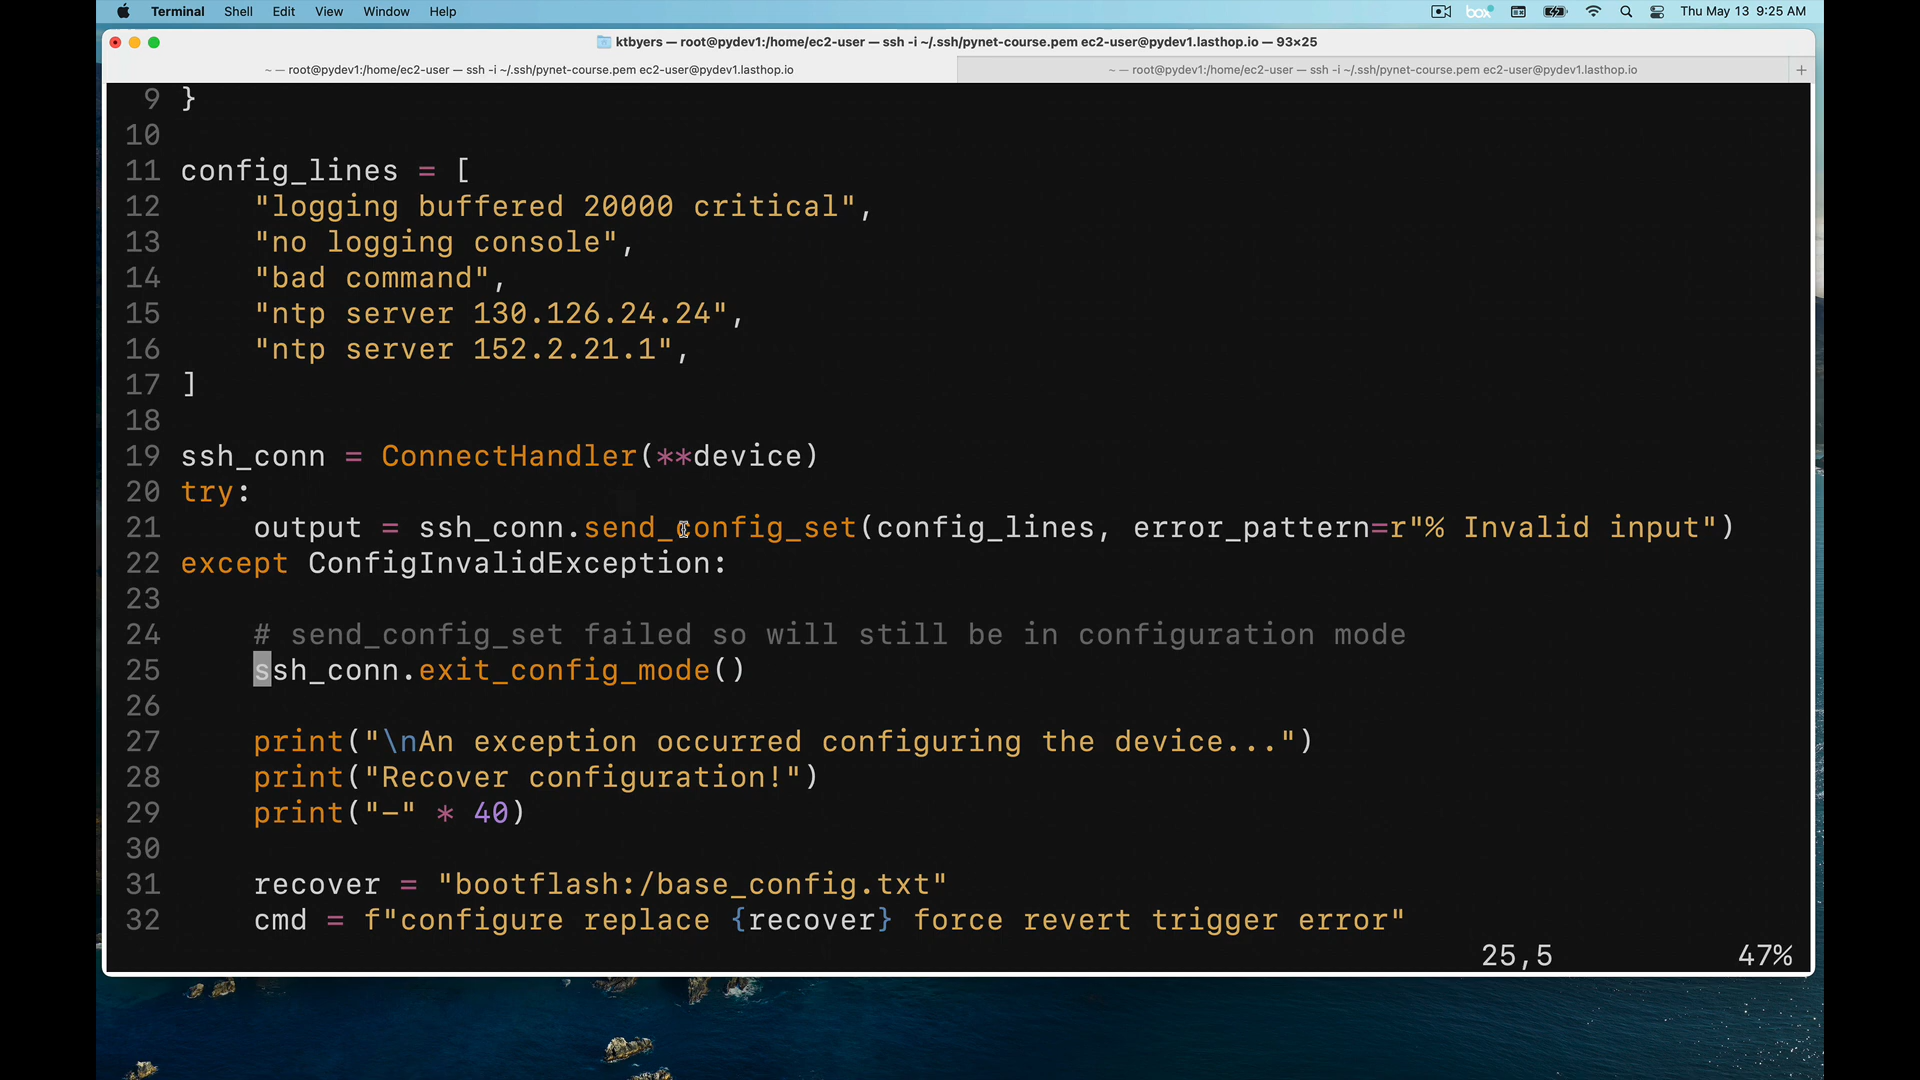 Terminal Shell Edit View Window Help box Thu May 13 9:25 AM
ktbyers — root@pydev1:/home/ec2-user — ssh -i ~/.ssh/pynet-course.pem ec2-user@pydev1.lasthop.io — 93×25
~ — root@pydev1:/home/ec2-user — ssh -i ~/.ssh/pynet-course.pem ec2-user@pydev1.lasthop.io
~ — root@pydev1:/home/ec2-user — ssh -i ~/.ssh/pynet-course.pem ec2-user@pydev1.lasthop.io +
9 }
10
11 config_lines = [
12     "logging buffered 20000 critical",
13     "no logging console",
14     "bad command",
15     "ntp server 130.126.24.24",
16     "ntp server 152.2.21.1",
17 ]
18
19 ssh_conn = ConnectHandler(**device)
20 try:
21     output = ssh_conn.send_config_set(config_lines, error_pattern=r"% Invalid input")
22 except ConfigInvalidException:
23
24     # send_config_set failed so will still be in configuration mode
25     ssh_conn.exit_config_mode()
26
27     print("\nAn exception occurred configuring the device...")
28     print("Recover configuration!")
29     print("-" * 40)
30
31     recover = "bootflash:/base_config.txt"
32     cmd = f"configure replace {recover} force revert trigger error"
25,5 47%